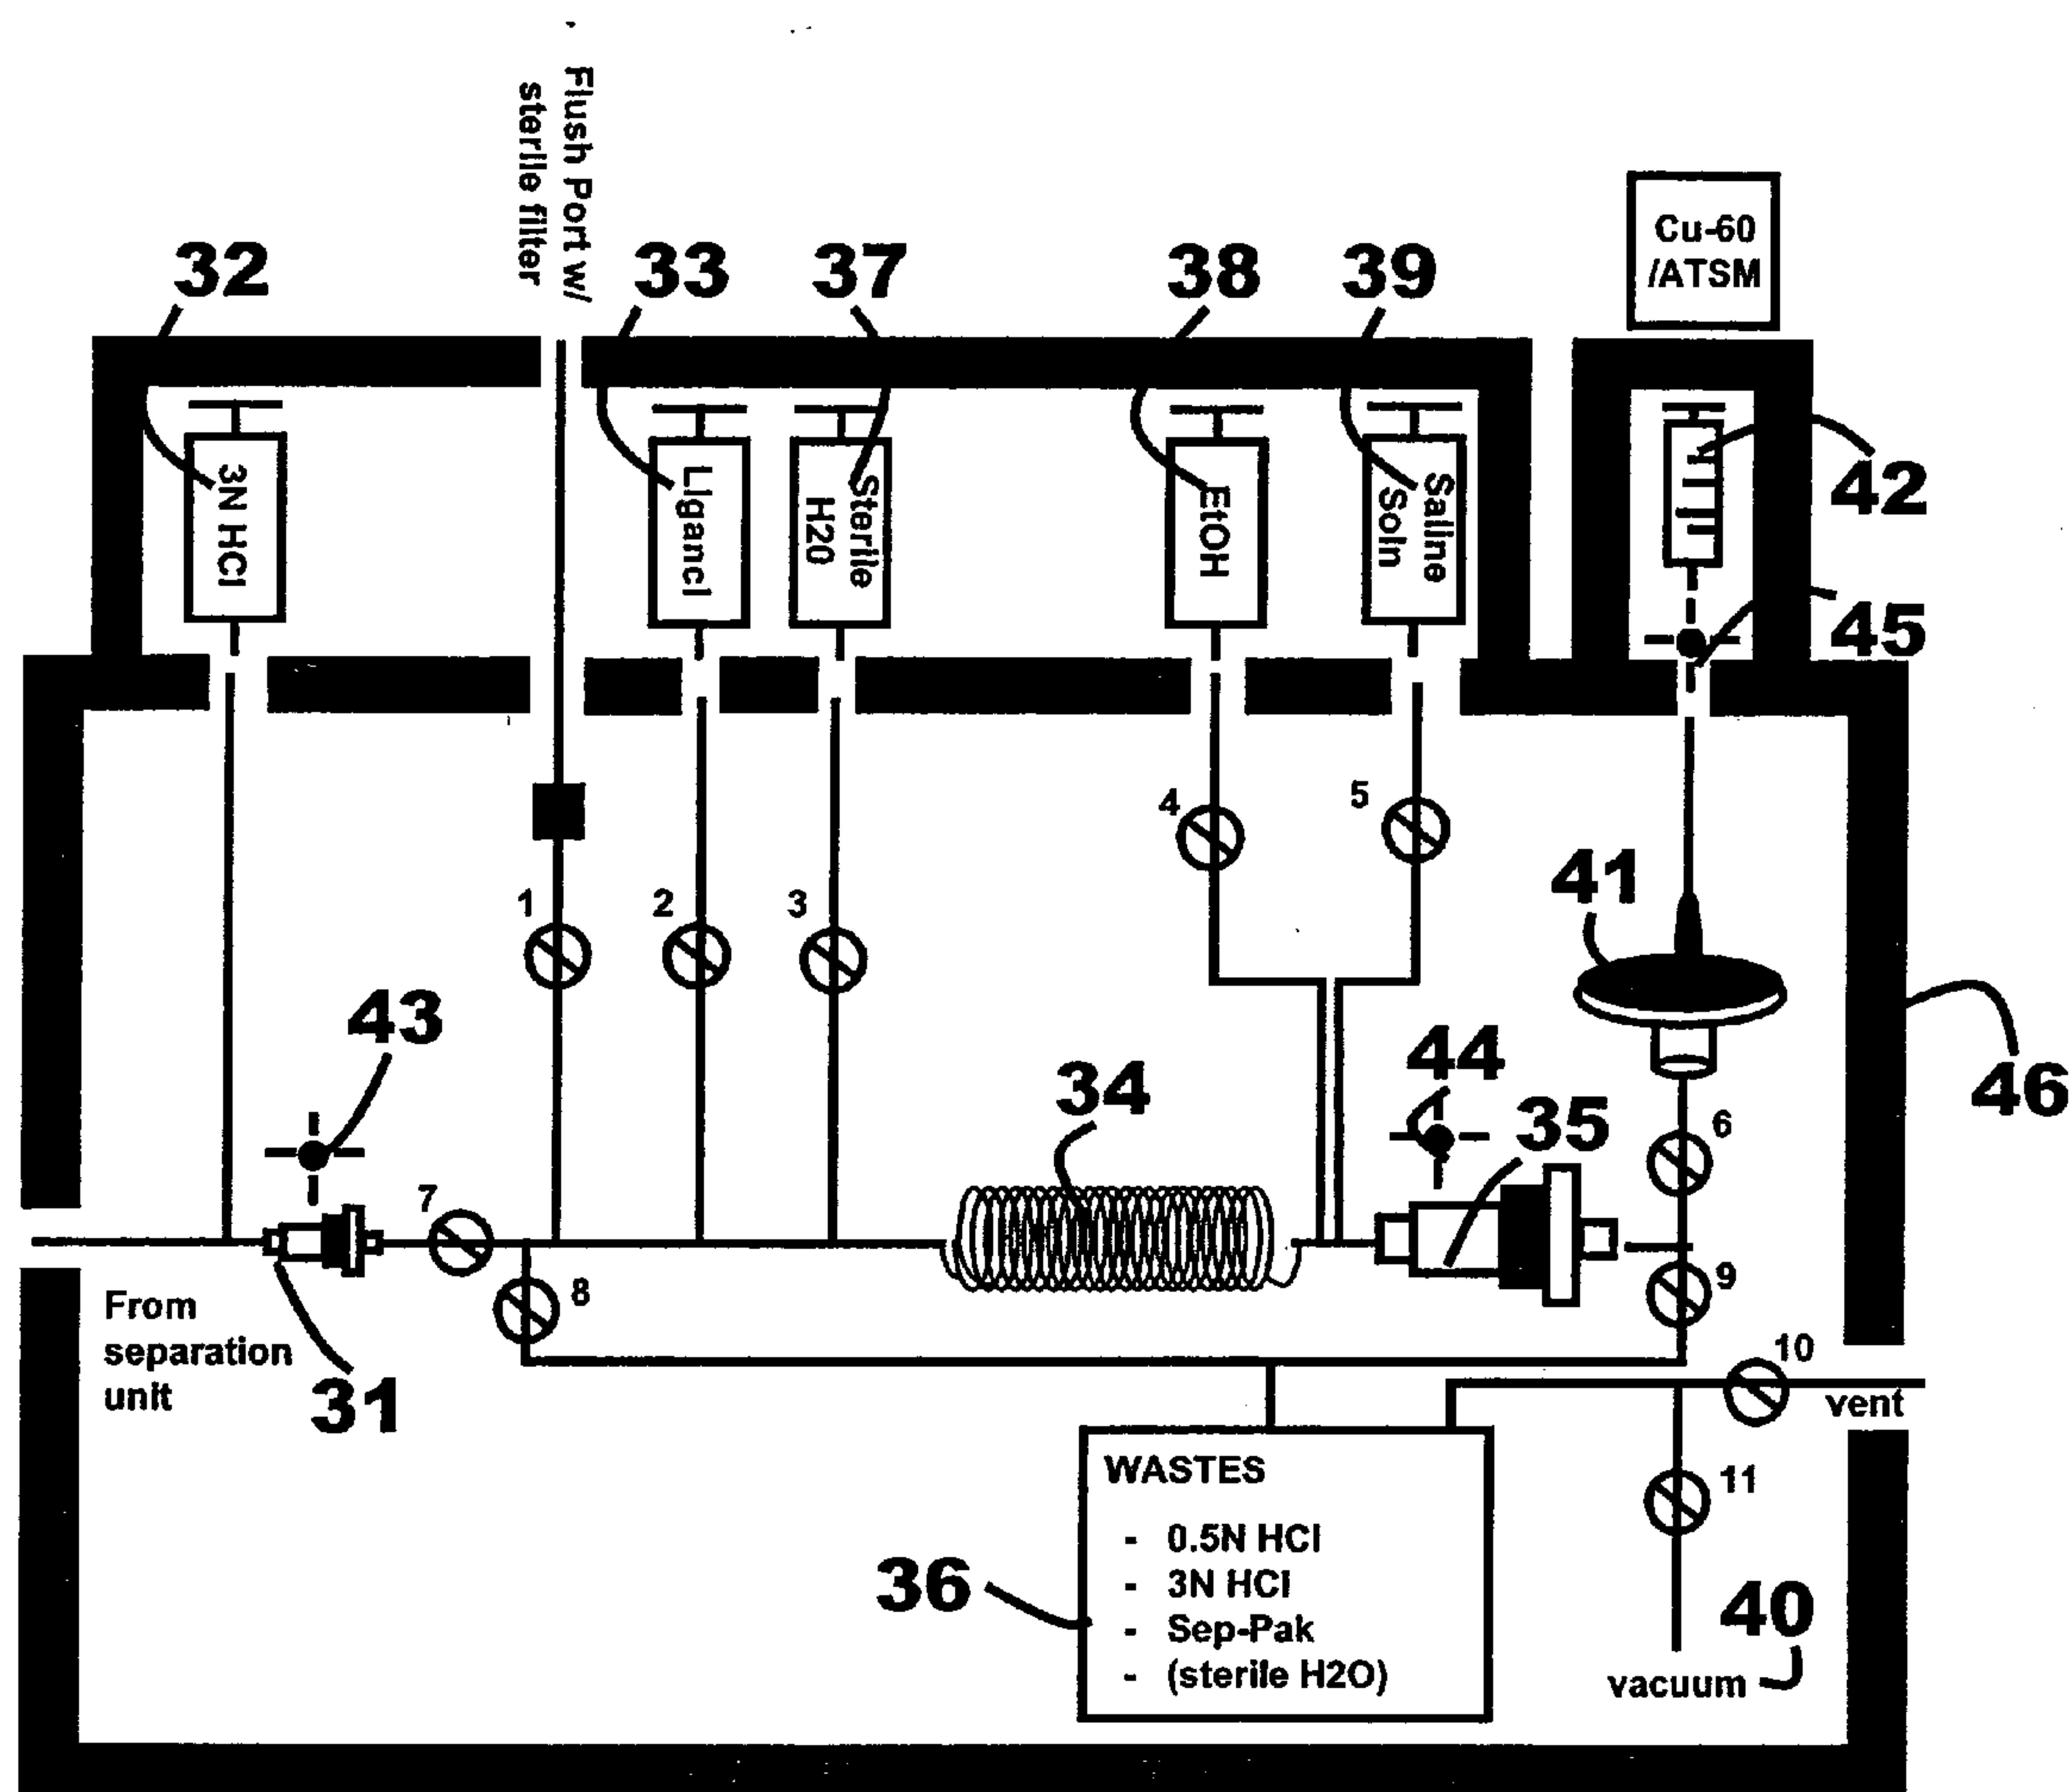 Flush Port w/
sterile filter
Cu-60
/ATSM
32
33
37
38
39
3N HCl
Ligand
Sterile
H20
EtOH
Saline
Soln
42
45
4
5
41
1
2
3
43
44
34
35
46
6
7
8
9
From
separation
unit
31
10
vent
WASTES
- 0.5N HCl
- 3N HCl
- Sep-Pak
- (sterile H2O)
11
36
40
vacuum